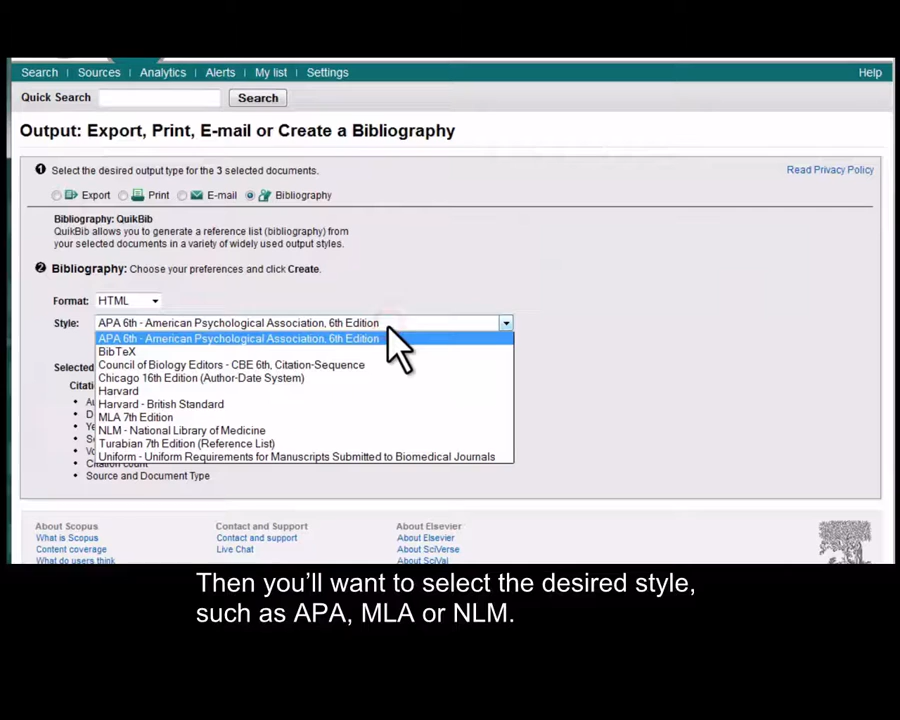 Search | Sources | Analytics | Alerts | My list | Settings Help
Quick Search Search
Output: Export, Print, E-mail or Create a Bibliography
1 Select the desired output type for the 3 selected documents. Read Privacy Policy
Export Print E-mail Bibliography
Bibliography: QuikBib
QuikBib allows you to generate a reference list (bibliography) from
your selected documents in a variety of widely used output styles.
2 Bibliography: Choose your preferences and click Create.
Format: HTML
Style: APA 6th - American Psychological Association, 6th Edition
APA 6th - American Psychological Association, 6th Edition
BibTeX
Council of Biology Editors - CBE 6th, Citation-Sequence
Chicago 16th Edition (Author-Date System)
Harvard
Harvard - British Standard
MLA 7th Edition
NLM - National Library of Medicine
Turabian 7th Edition (Reference List)
Uniform - Uniform Requirements for Manuscripts Submitted to Biomedical Journals
Selected
Citation count
Source and Document Type
About Scopus Contact and Support About Elsevier
What is Scopus Contact and support About Elsevier
Content coverage Live Chat About SciVerse
What do users think About SciVal
Then you’ll want to select the desired style,
such as APA, MLA or NLM.